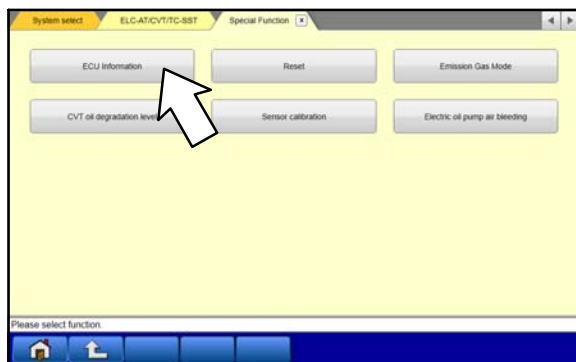 System select ELC-AT/CVT/TC-SST Special Function x
ECU Information Reset Emission Gas Mode
CVT oil degradation level Sensor calibration Electric oil pump air bleeding
Please select function.